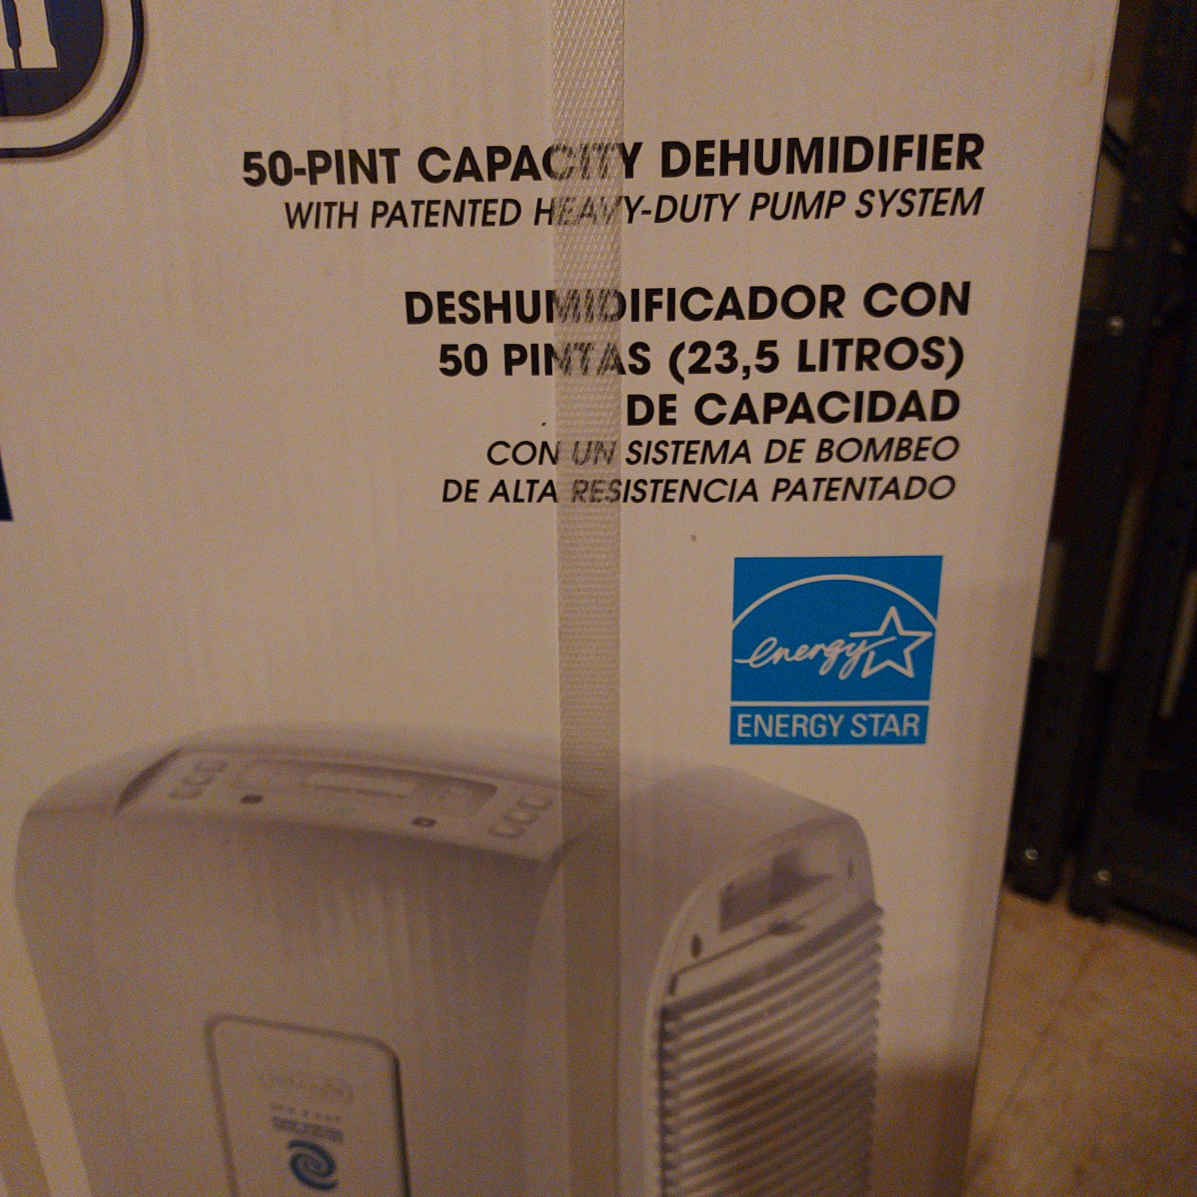 50-PINT CAPACITY DEHUMIDIFIER
WITH PATENTED HEAVY-DUTY PUMP SYSTEM
DESHUMIDIFICADOR CON
50 PINTAS (23,5 LITROS)
DE CAPACIDAD
CON UN SISTEMA DE BOMBEO
DE ALTA RESISTENCIA PATENTADO
energy
ENERGY STAR